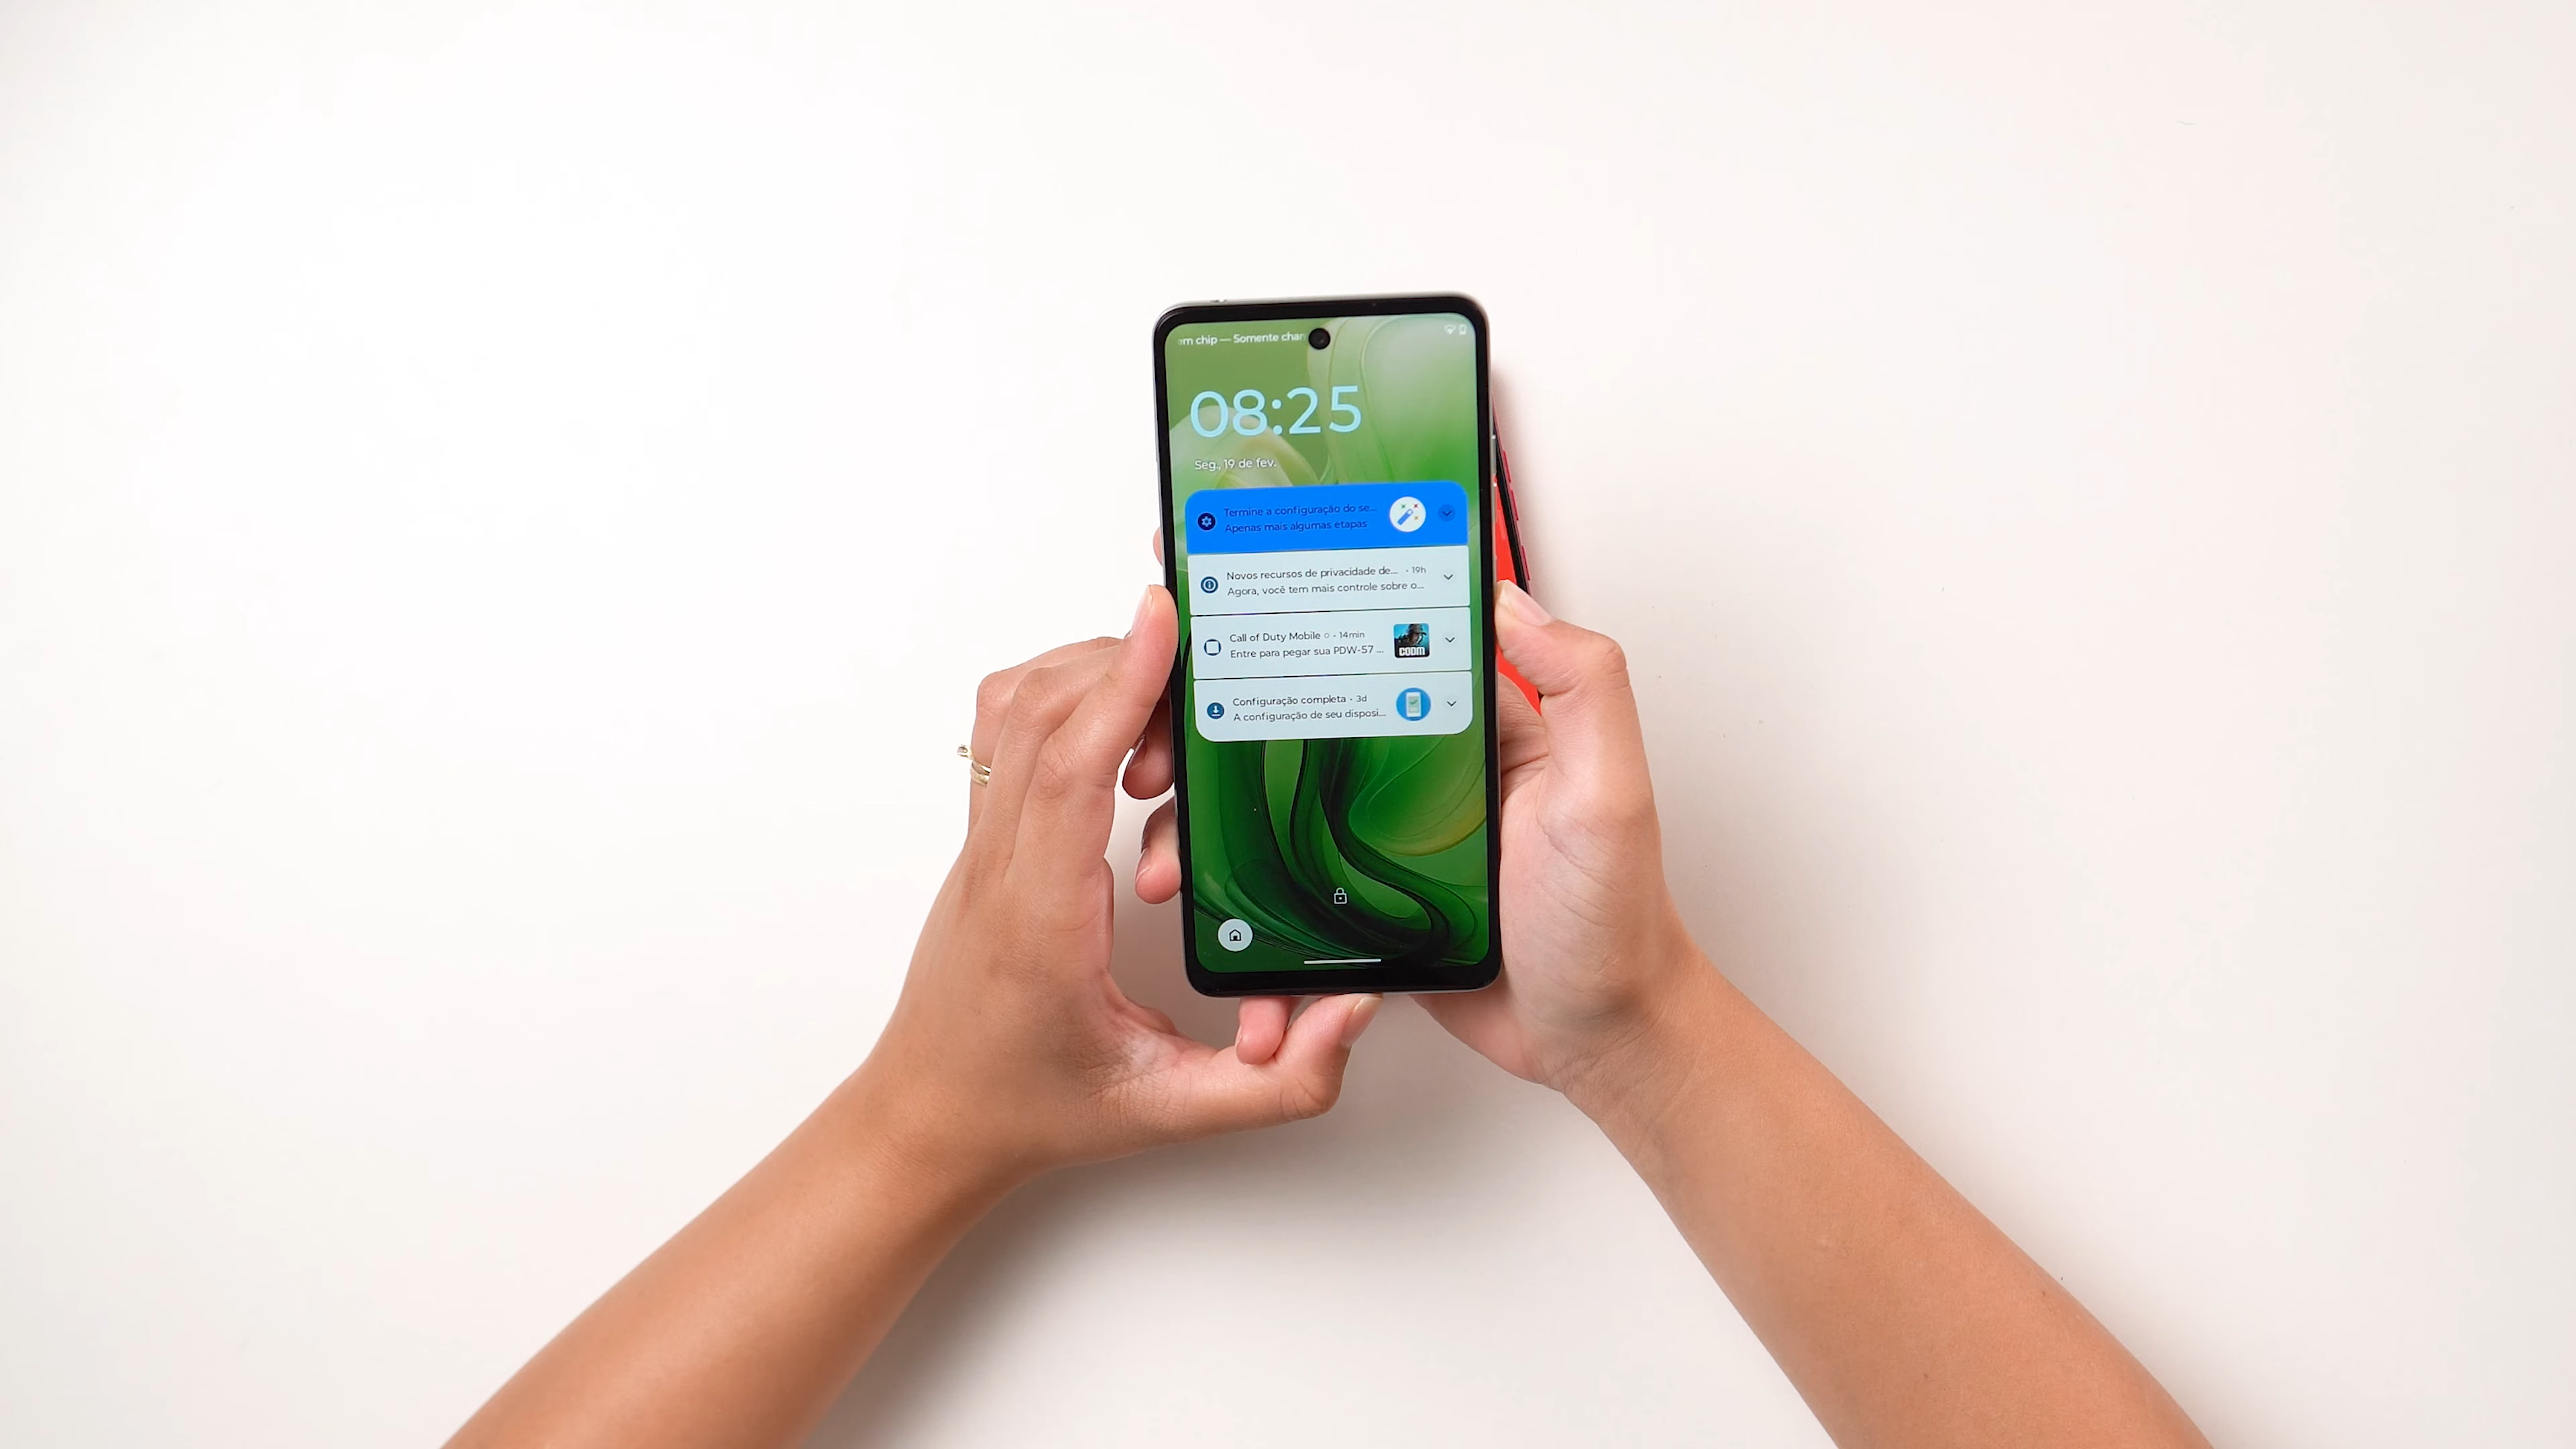 em chip — Somente char
08:25
Seg., 19 de fev.
Termine a configuração do se...
Apenas mais algumas etapas
Novos recursos de privacidade de... • 19h
Agora, você tem mais controle sobre o...
Call of Duty Mobile • 14min
Entre para pegar sua PDW-57 ...
CODM
Configuração completa • 3d
A configuração de seu disposi...